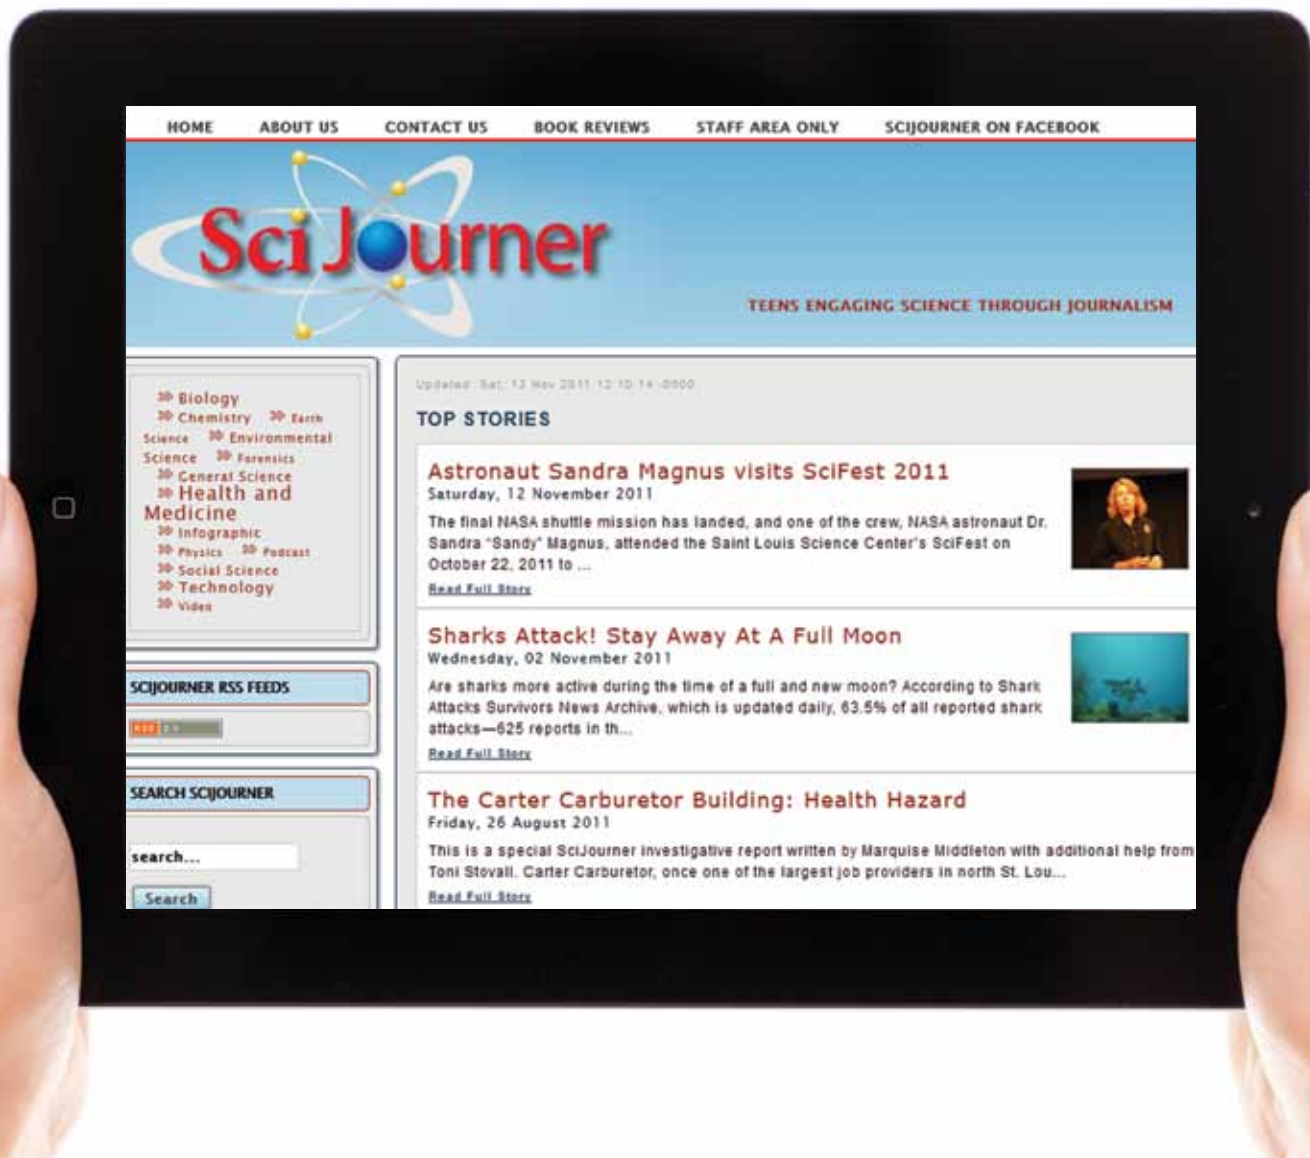 HOME ABOUT US CONTACT US BOOK REVIEWS STAFF AREA ONLY SCIJOURNER ON FACEBOOK
SciJourner
TEENS ENGAGING SCIENCE THROUGH JOURNALISM
Biology
Chemistry Earth
Science Environmental
Science Forensics
General Science
Health and
Medicine
Infographic
Physics Podcast
Social Science
Technology
Video
SCIJOURNER RSS FEEDS
RSS
SEARCH SCIJOURNER
search...
Search
Updated: Sat, 12 Nov 2011
TOP STORIES
Astronaut Sandra Magnus visits SciFest 2011
Saturday, 12 November 2011
The final NASA shuttle mission has landed, and one of the crew, NASA astronaut Dr.
Sandra “Sandy” Magnus, attended the Saint Louis Science Center's SciFest on
October 22, 2011 to ...
Read Full Story
Sharks Attack! Stay Away At A Full Moon
Wednesday, 02 November 2011
Are sharks more active during the time of a full and new moon? According to Shark
Attacks Survivors News Archive, which is updated daily, 63.5% of all reported shark
attacks—625 reports in th...
Read Full Story
The Carter Carburetor Building: Health Hazard
Friday, 26 August 2011
This is a special SciJourner investigative report written by Marquise Middleton with additional help from
Toni Stovall. Carter Carburetor, once one of the largest job providers in north St. Lou...
Read Full Story